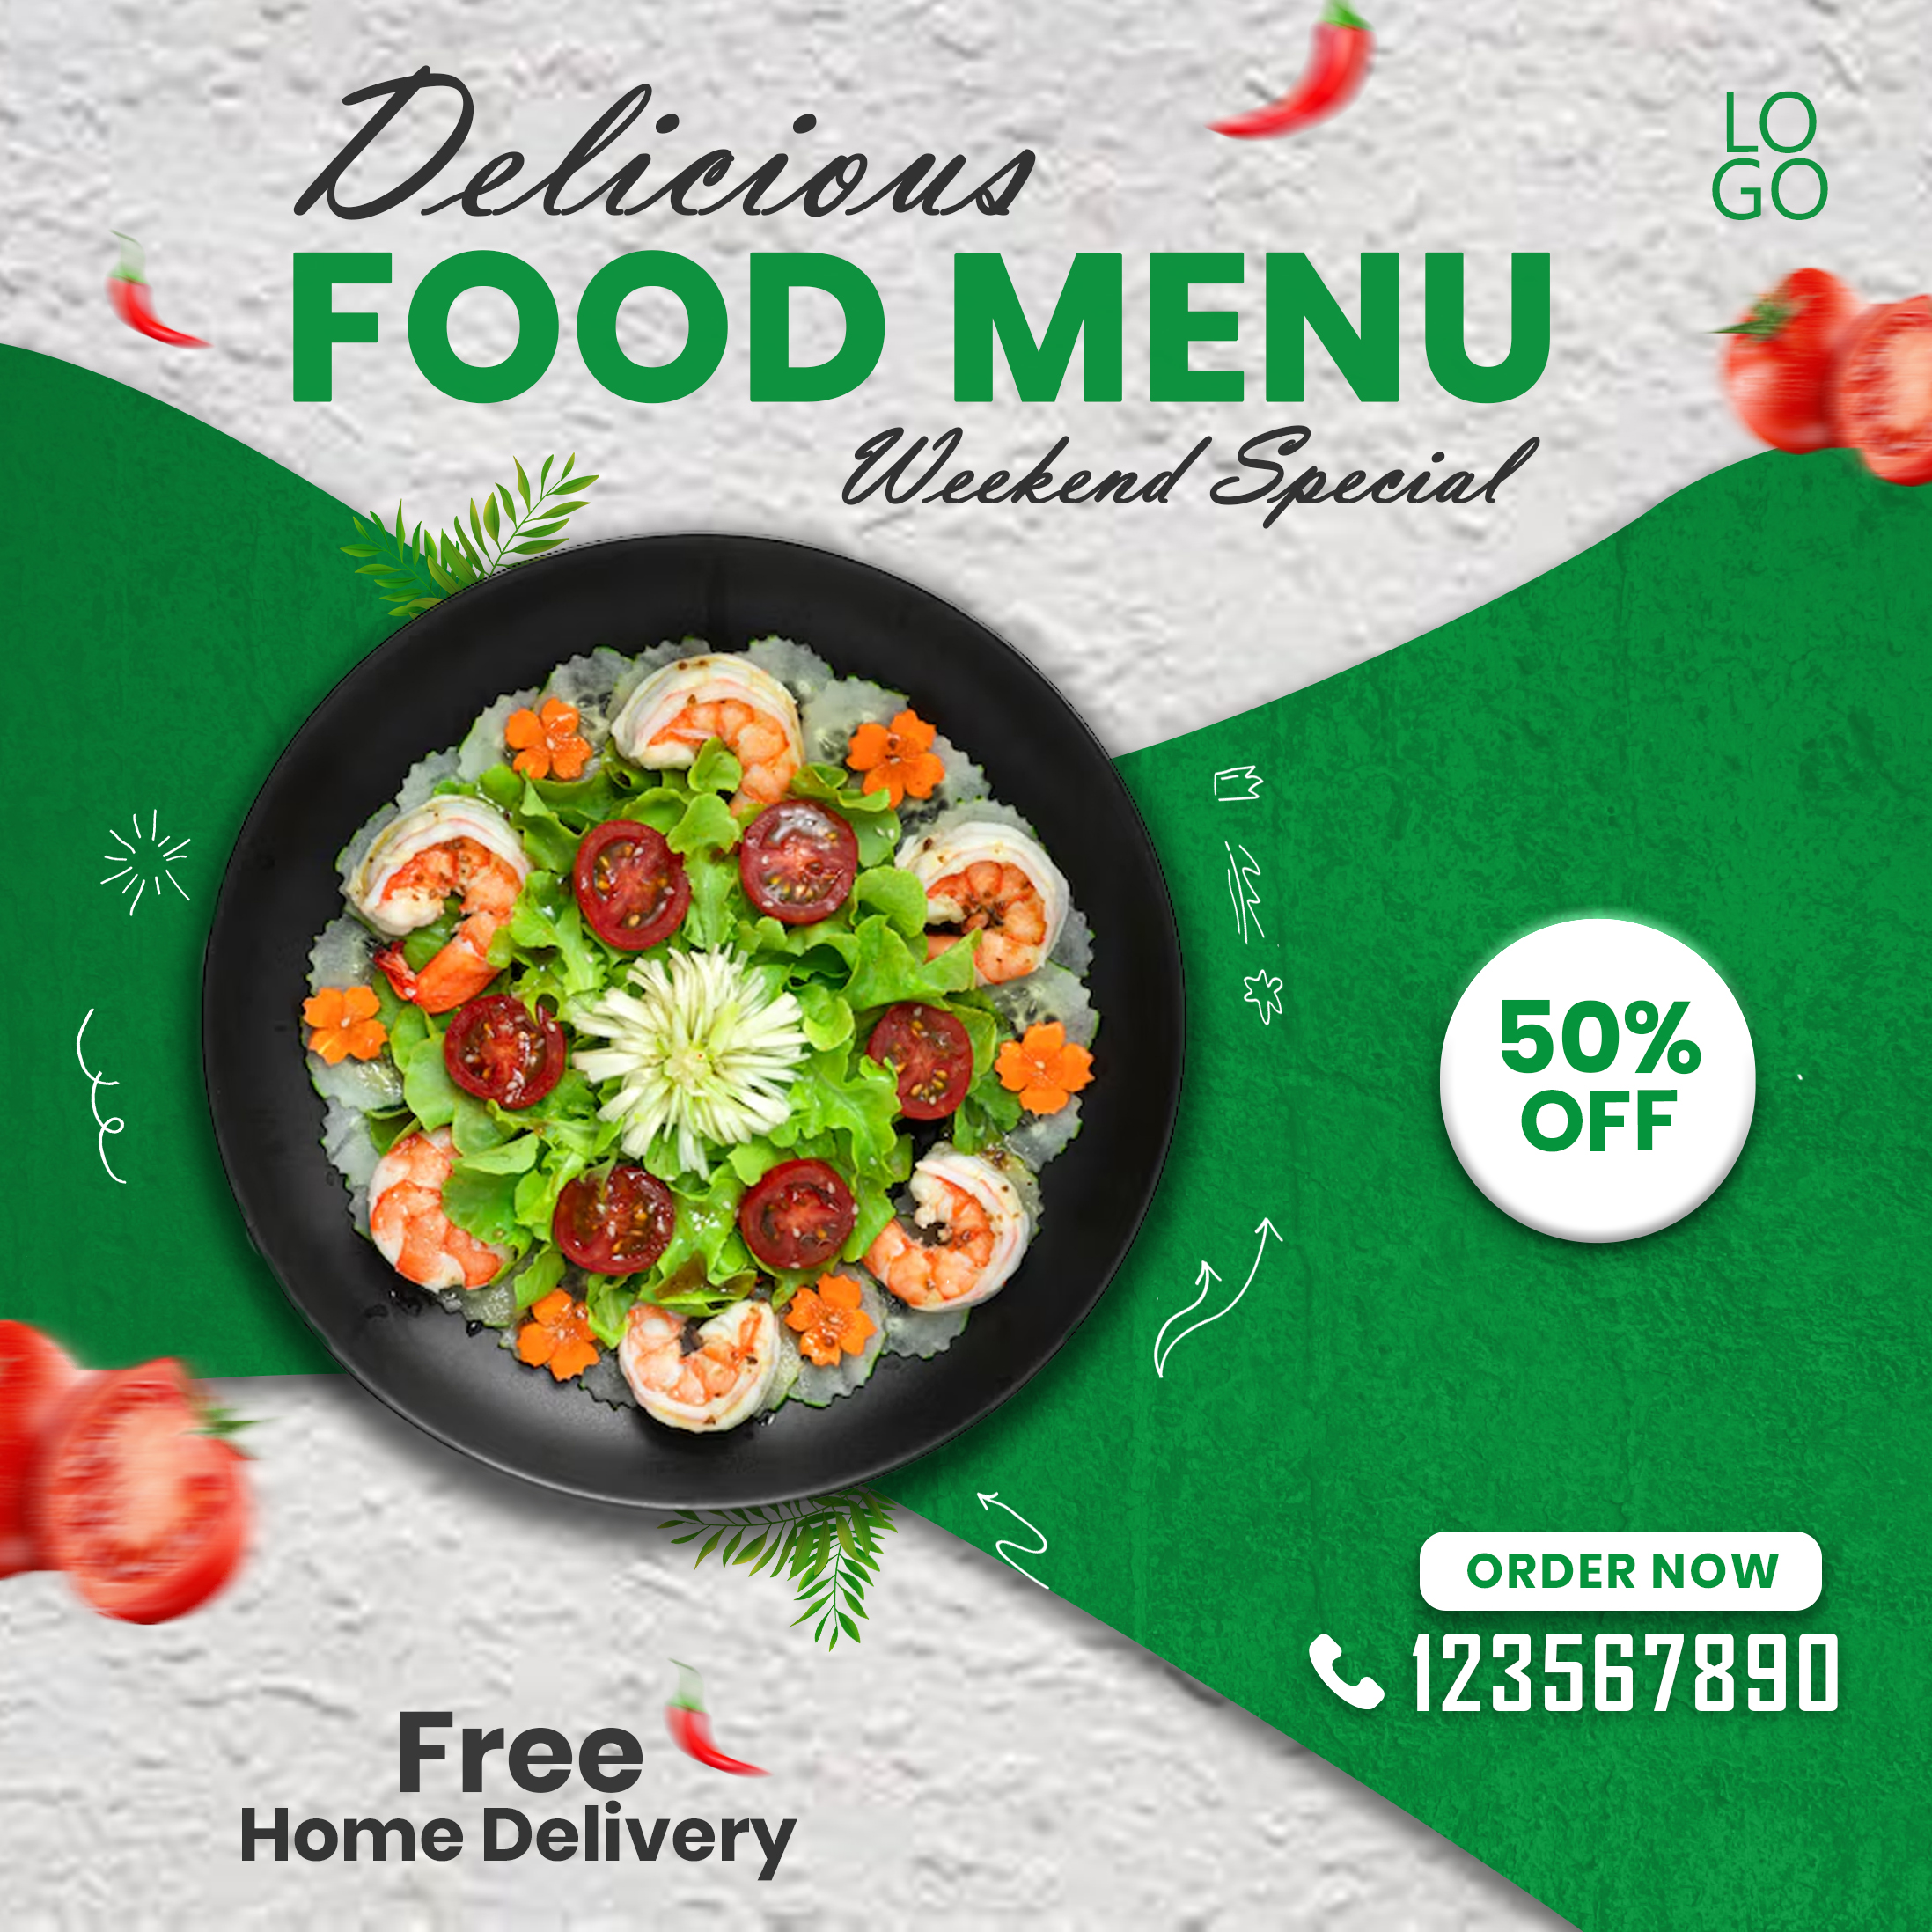 Delicious
LO
GO
FOOD MENU
Weekend Special
50%
OFF
ORDER NOW
123567890
Free
Home Delivery